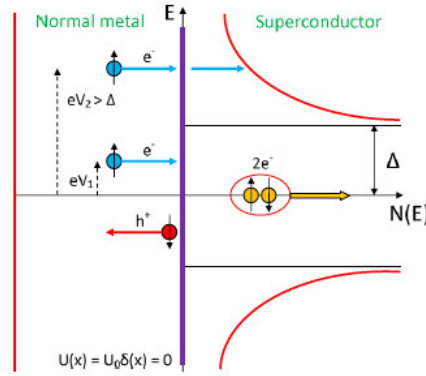 Normal metal
E
Superconductor
e⁻
eV₂ > Δ
e⁻
2e⁻
Δ
eV₁
N(E)
h⁺
U(x) = U₀δ(x) = 0